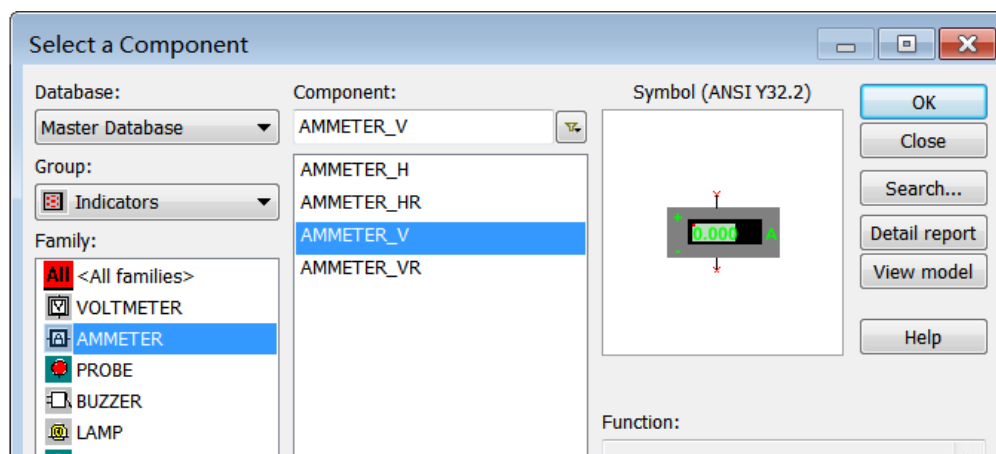 Select a Component
Database:
Master Database
Group:
Indicators
Family:
All <All families>
VOLTMETER
AMMETER
PROBE
BUZZER
LAMP
Component:
AMMETER_V
AMMETER_H
AMMETER_HR
AMMETER_V
AMMETER_VR
Symbol (ANSI Y32.2)
+
0.000 A
-
Function:
OK
Close
Search...
Detail report
View model
Help